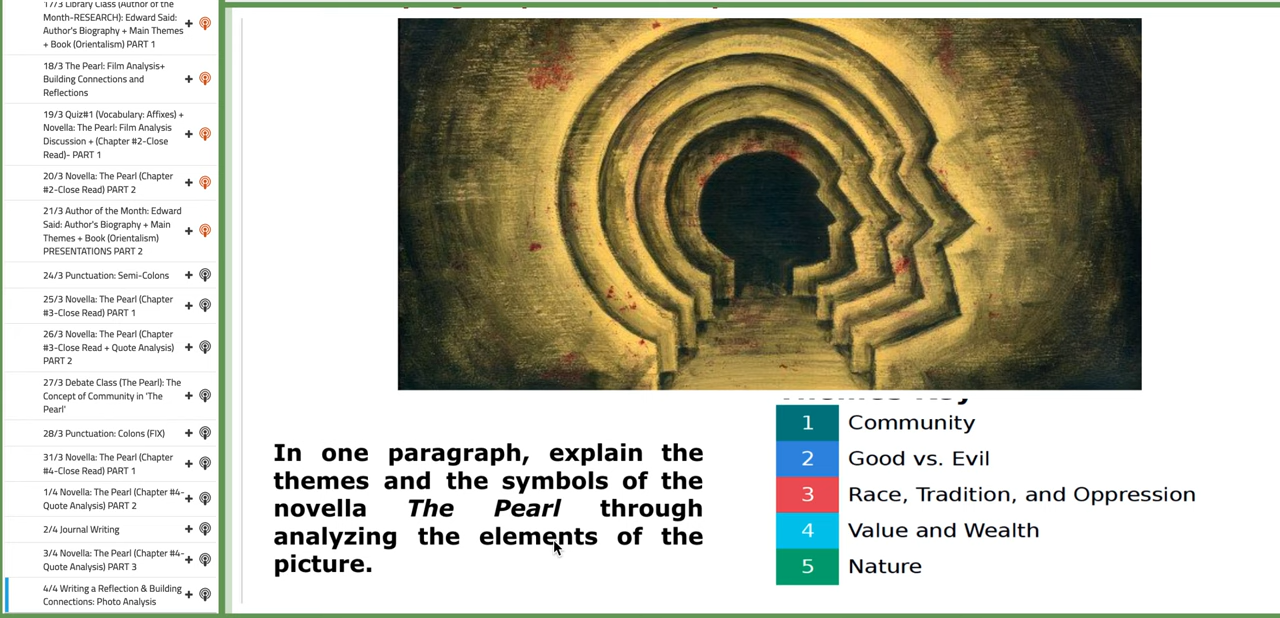 17/3 Library Class (Author of the
Month-RESEARCH): Edward Said:
Author's Biography + Main Themes
+ Book (Orientalism) PART 1
18/3 The Pearl: Film Analysis+
Building Connections and
Reflections
19/3 Quiz#1 (Vocabulary: Affixes) +
Novella: The Pearl: Film Analysis
Discussion + (Chapter #2-Close
Read)- PART 1
20/3 Novella: The Pearl (Chapter
#2-Close Read) PART 2
21/3 Author of the Month: Edward
Said: Author's Biography + Main
Themes + Book (Orientalism)
PRESENTATIONS PART 2
24/3 Punctuation: Semi-Colons
25/3 Novella: The Pearl (Chapter
#3-Close Read) PART 1
26/3 Novella: The Pearl (Chapter
#3-Close Read + Quote Analysis)
PART 2
27/3 Debate Class (The Pearl): The
Concept of Community in 'The
Pearl'
28/3 Punctuation: Colons (FIX)
31/3 Novella: The Pearl (Chapter
#4-Close Read) PART 1
1/4 Novella: The Pearl (Chapter #4-
Quote Analysis) PART 2
2/4 Journal Writing
3/4 Novella: The Pearl (Chapter #4-
Quote Analysis) PART 3
4/4 Writing a Reflection & Building
Connections: Photo Analysis
In one paragraph, explain the
themes and the symbols of the
novella The Pearl through
analyzing the elements of the
picture.
1 Community
2 Good vs. Evil
3 Race, Tradition, and Oppression
4 Value and Wealth
5 Nature